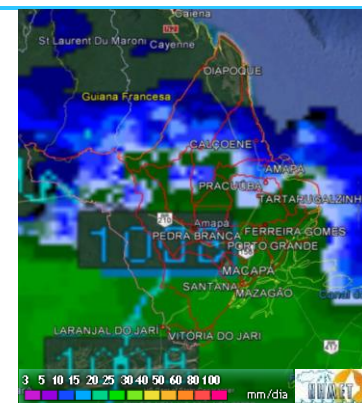 Caiena
St Laurent Du Maroni Cayenne
OIAPOQUE
Guiana Francesa
CALÇOENE
AMAPÁ
PRACUÚBA
TARTARUGALZINHO
Amapá
PEDRA BRANCA FERREIRA GOMES
PORTO GRANDE
MACAPÁ
SANTANA MAZAGÃO
LARANJAL DO JARI VITÓRIA DO JARI
3 5 10 15 20 25 30 40 50 60 80 100 mm/dia